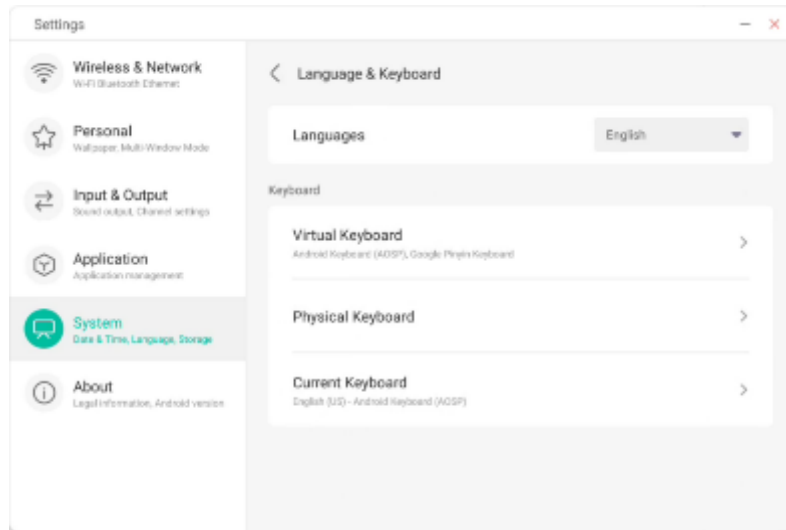 Settings
Wireless & Network
Wi-Fi Bluetooth Ethernet
Personal
Wallpaper, Multi-Window Mode
Input & Output
Sound output, Channel settings
Application
Application management
System
Date & Time, Language, Storage
About
Legal information, Android version
Language & Keyboard
Languages
English
Keyboard
Virtual Keyboard
Android Keyboard (AOSP), Google Pinyin Keyboard
Physical Keyboard
Current Keyboard
English (US) - Android Keyboard (AOSP)